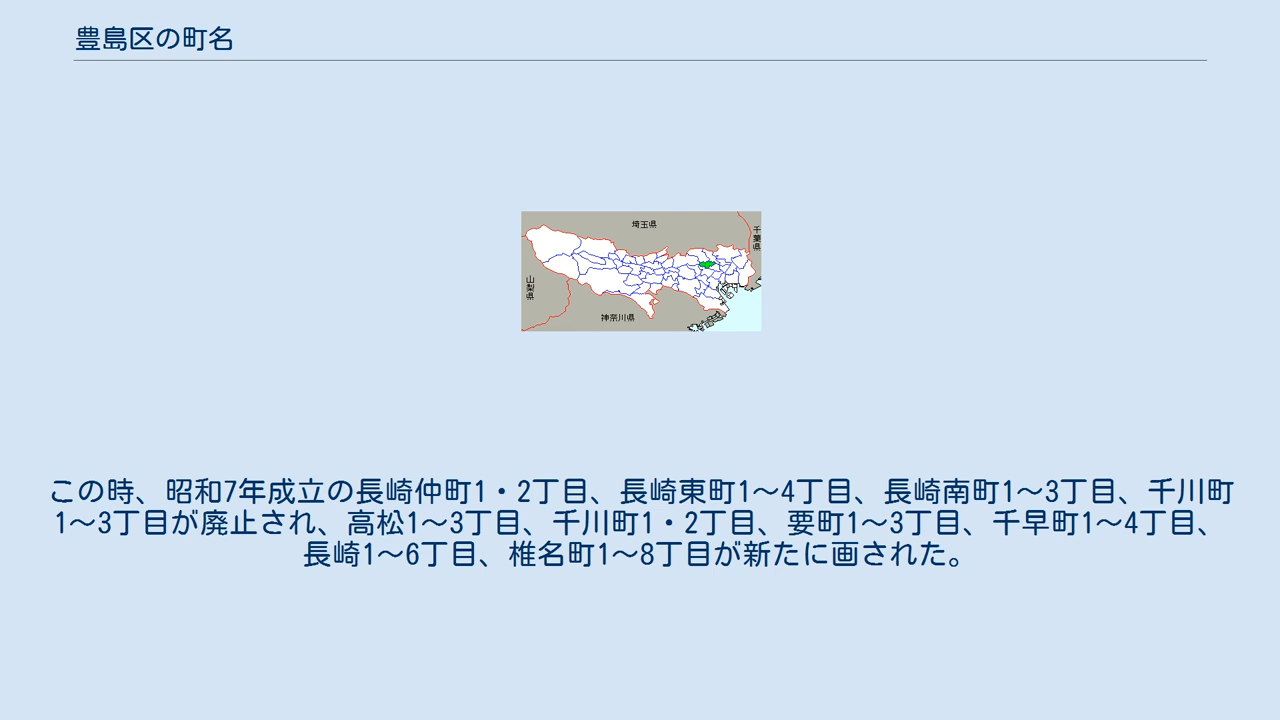 豊島区の町名
埼玉県
千葉県
山梨県
神奈川県
この時、昭和7年成立の長崎仲町1・2丁目、長崎東町1～4丁目、長崎南町1～3丁目、千川町
1～3丁目が廃止され、高松1～3丁目、千川町1・2丁目、要町1～3丁目、千早町1～4丁目、
長崎1～6丁目、椎名町1～8丁目が新たに画された。